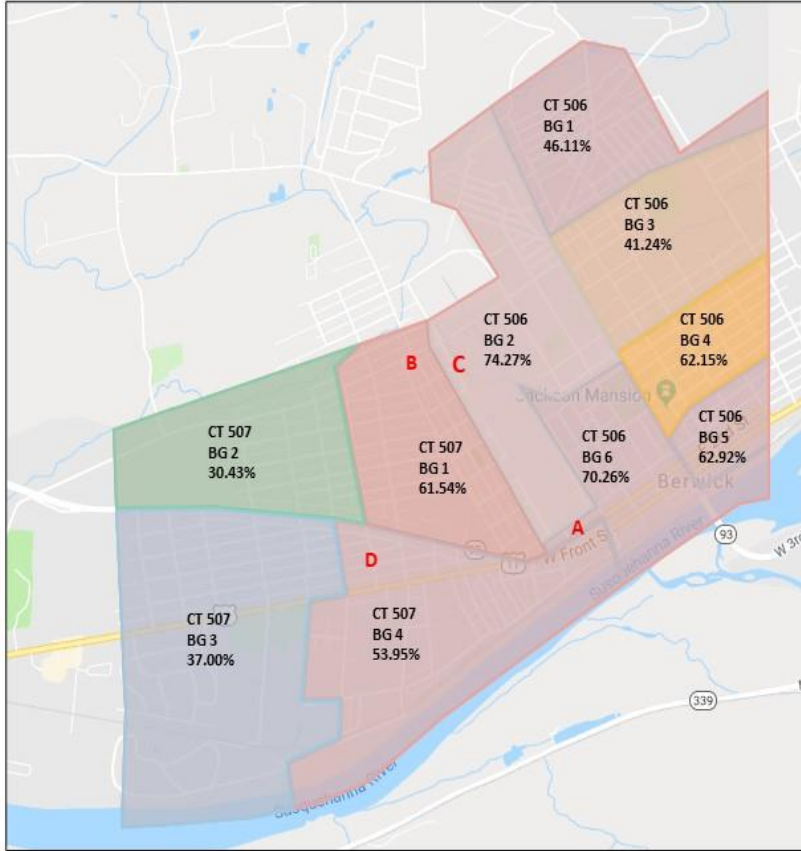 CT 506
BG 1
46.11%
CT 506
BG 3
41.24%
CT 506
BG 2
74.27%
CT 506
BG 4
62.15%
B
C
Jackson Mansion
CT 506
BG 5
62.92%
CT 507
BG 2
30.43%
CT 507
BG 1
61.54%
CT 506
BG 6
70.26%
Berwick
A
93
W 3rd
11
W Front S
Susquehanna River
D
CT 507
BG 3
37.00%
CT 507
BG 4
53.95%
339
Susquehanna River